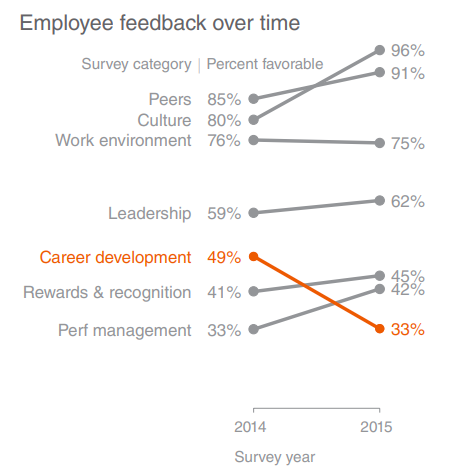 Employee feedback over time
Survey category | Percent favorable
96%
91%
Peers 85%
Culture 80%
Work environment 76%
75%
Leadership 59%
62%
Career development 49%
Rewards & recognition 41%
45%
42%
Perf management 33%
33%
2014 2015
Survey year